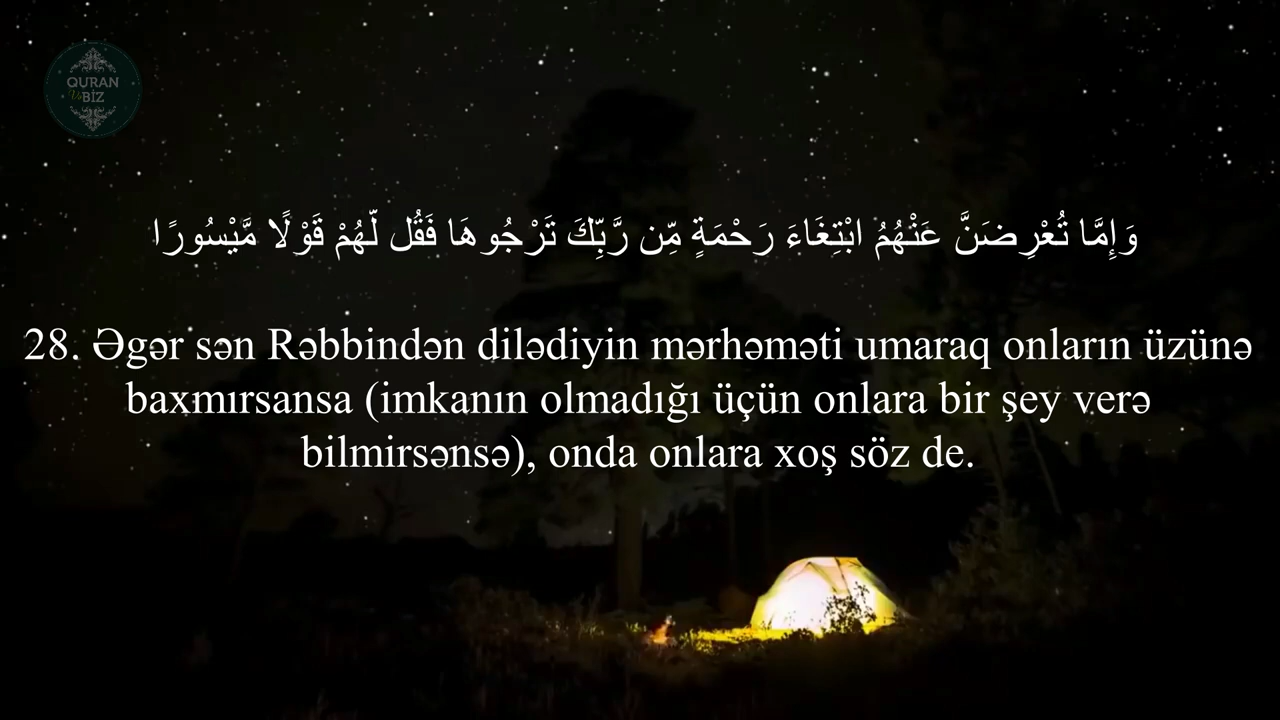 QURAN
Və
BİZ
وَإِمَّا تُعْرِضَنَّ عَنْهُمُ ابْتِغَاءَ رَحْمَةٍ مِّن رَّبِّكَ تَرْجُوهَا فَقُل لَّهُمْ قَوْلًا مَّيْسُورًا
28. Əgər sən Rəbbindən dilədiyin mərhəməti umaraq onların üzünə
baxmırsansa (imkanın olmadığı üçün onlara bir şey verə
bilmirsənsə), onda onlara xoş söz de.